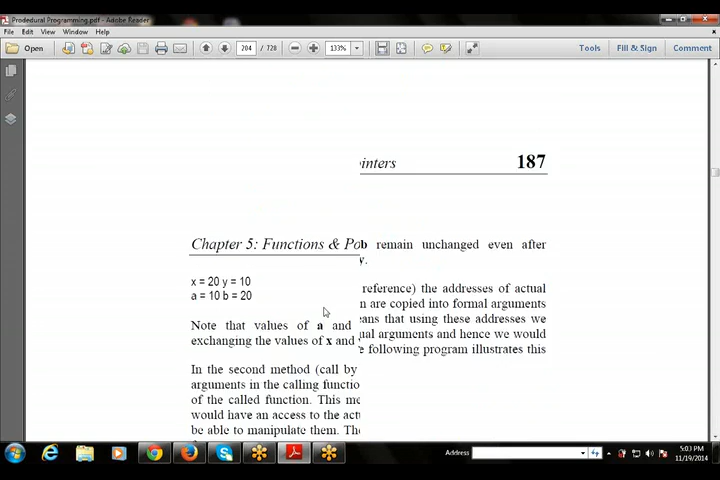 Prodedural Programming.pdf - Adobe Reader
File Edit View Window Help
Open 204 / 728 133% Tools Fill & Sign Comment
inters 187
Chapter 5: Functions & Po
b remain unchanged even after
y.
x = 20 y = 10
a = 10 b = 20
reference) the addresses of actual
n are copied into formal arguments
eans that using these addresses we
ual arguments and hence we would
e following program illustrates this
Note that values of a and
exchanging the values of x and
In the second method (call by
arguments in the calling functio
of the called function. This me
would have an access to the act
be able to manipulate them. The
Address
5:03 PM
11/19/2014